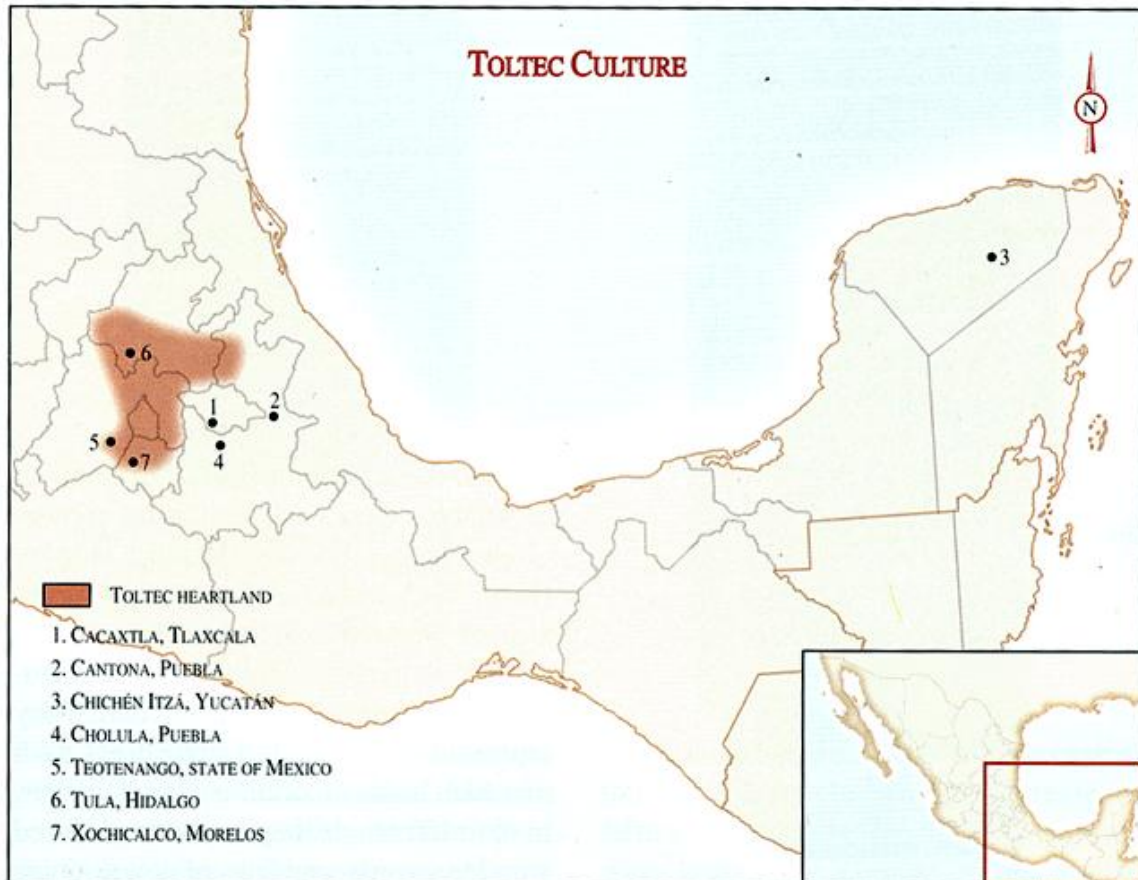 TOLTEC CULTURE
N
3
6
1
2
5
4
7
TOLTEC HEARTLAND
1. CACAXTLA, TLAXCALA
2. CANTONA, PUEBLA
3. CHICHÉN ITZÁ, YUCATÁN
4. CHOLULA, PUEBLA
5. TEOTENANGO, STATE OF MEXICO
6. TULA, HIDALGO
7. XOCHICALCO, MORELOS